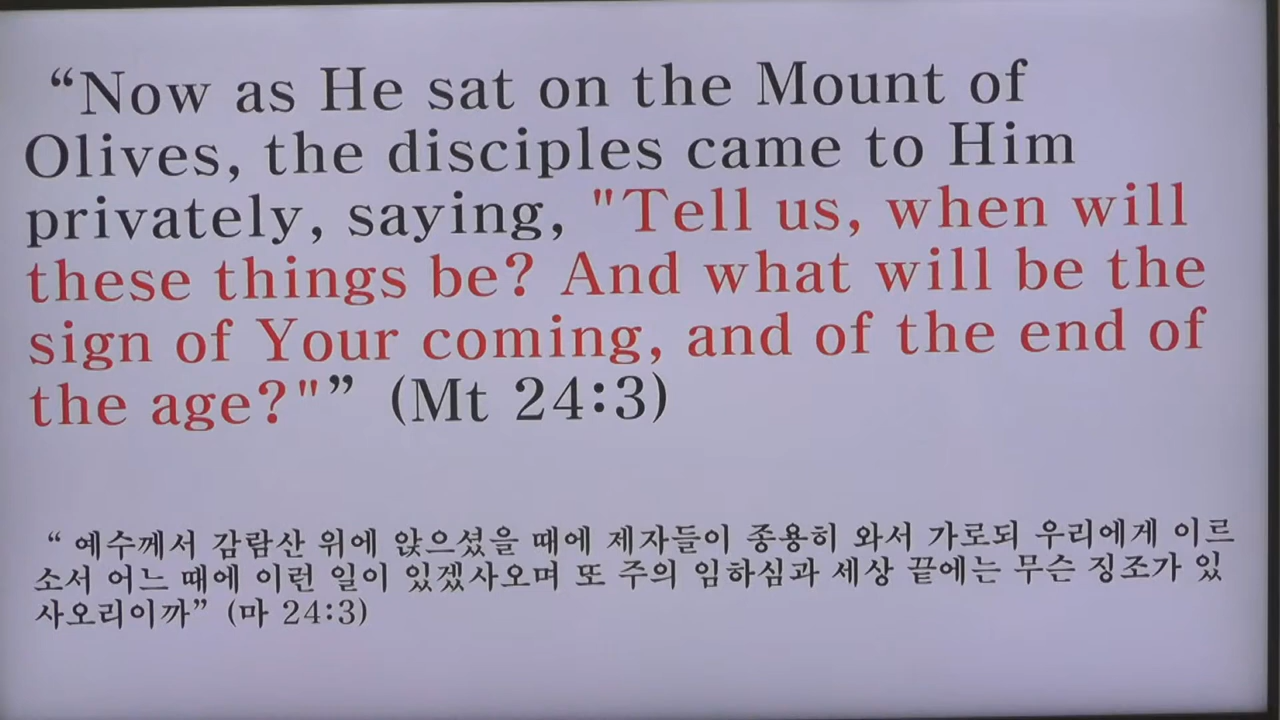 “Now as He sat on the Mount of
Olives, the disciples came to Him
privately, saying, "Tell us, when will
these things be? And what will be the
sign of Your coming, and of the end of
the age?"” (Mt 24:3)
“ 예수께서 감람산 위에 앉으셨을 때에 제자들이 종용히 와서 가로되 우리에게 이르
소서 어느 때에 이런 일이 있겠사오며 또 주의 임하심과 세상 끝에는 무슨 징조가 있
사오리이까” (마 24:3)